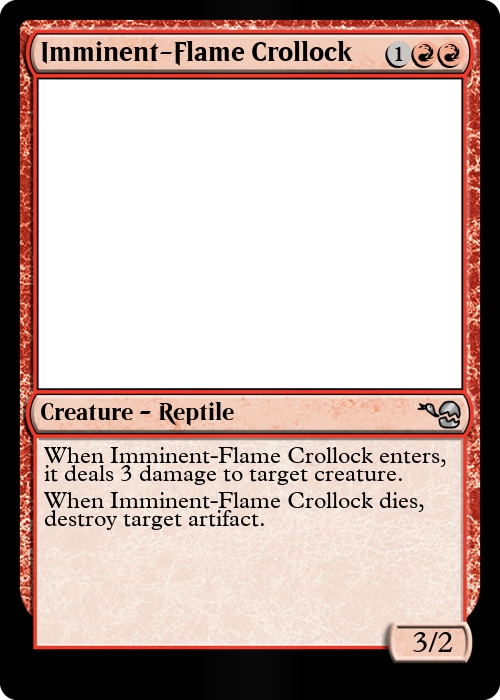 Imminent-Flame Crollock 1
Creature - Reptile
When Imminent-Flame Crollock enters,
it deals 3 damage to target creature.
When Imminent-Flame Crollock dies,
destroy target artifact.
3/2